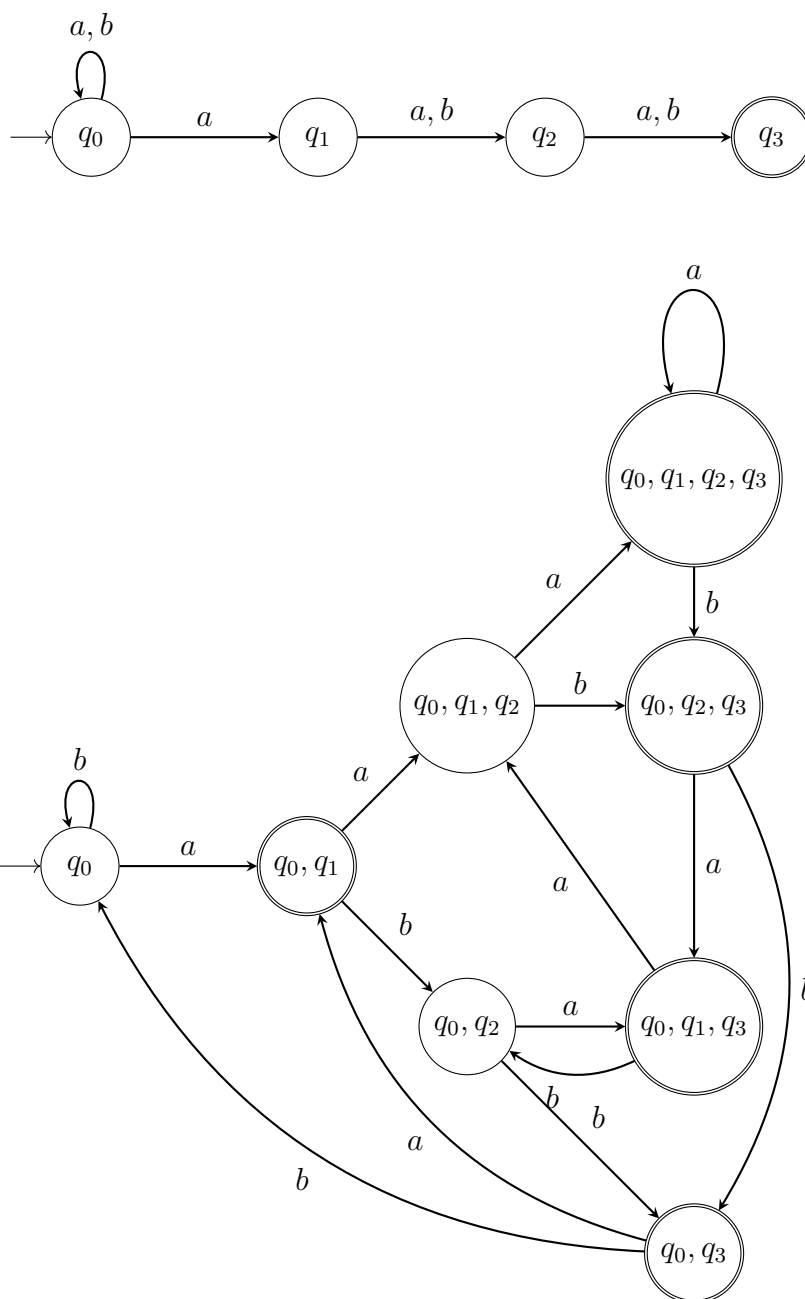 a, b
q0 a q1 a, b q2 a, b q3
a
q0, q1, q2, q3
a b
q0, q1, q2 b q0, q2, q3
b a
q0 a q0, q1 a a
b
q0, q2 a q0, q1, q3
b b
a
b
q0, q3